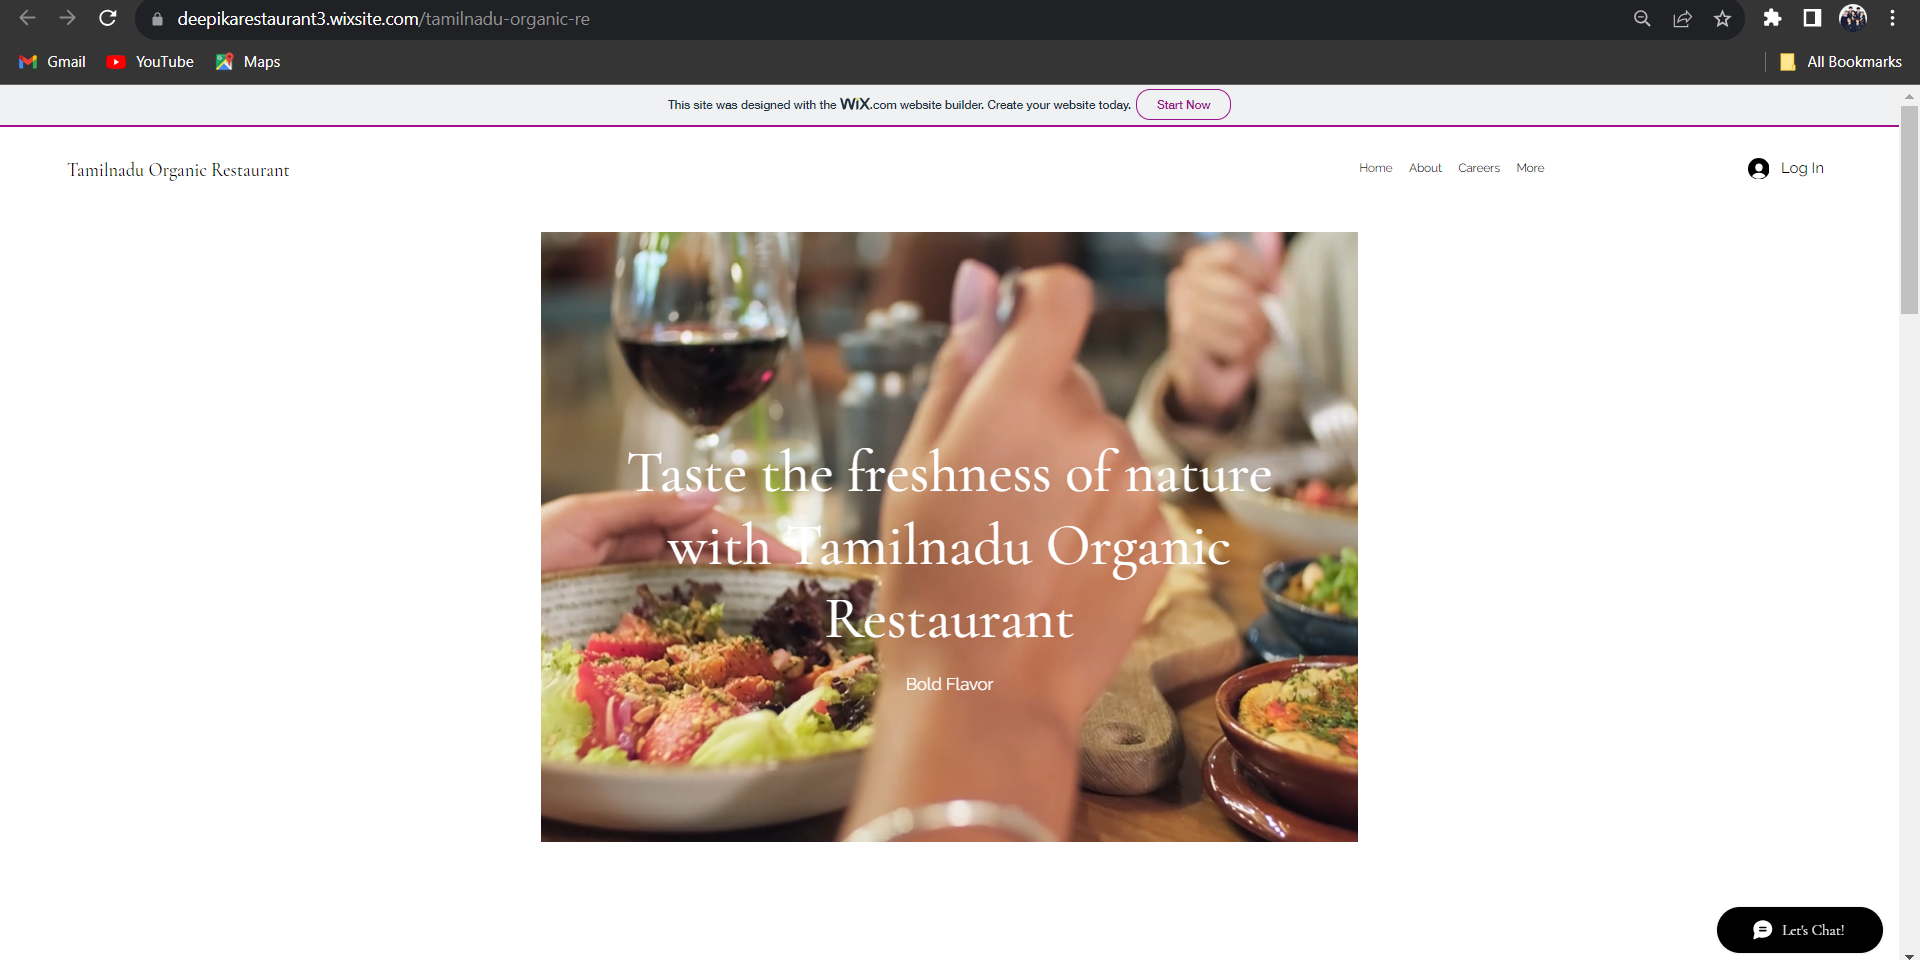 deepikarestaurant3.wixsite.com/tamilnadu-organic-re
Gmail YouTube Maps All Bookmarks
This site was designed with the WiX.com website builder. Create your website today. Start Now
Tamilnadu Organic Restaurant Home About Careers More Log In
Taste the freshness of nature
with Tamilnadu Organic
Restaurant
Bold Flavor
Let's Chat!